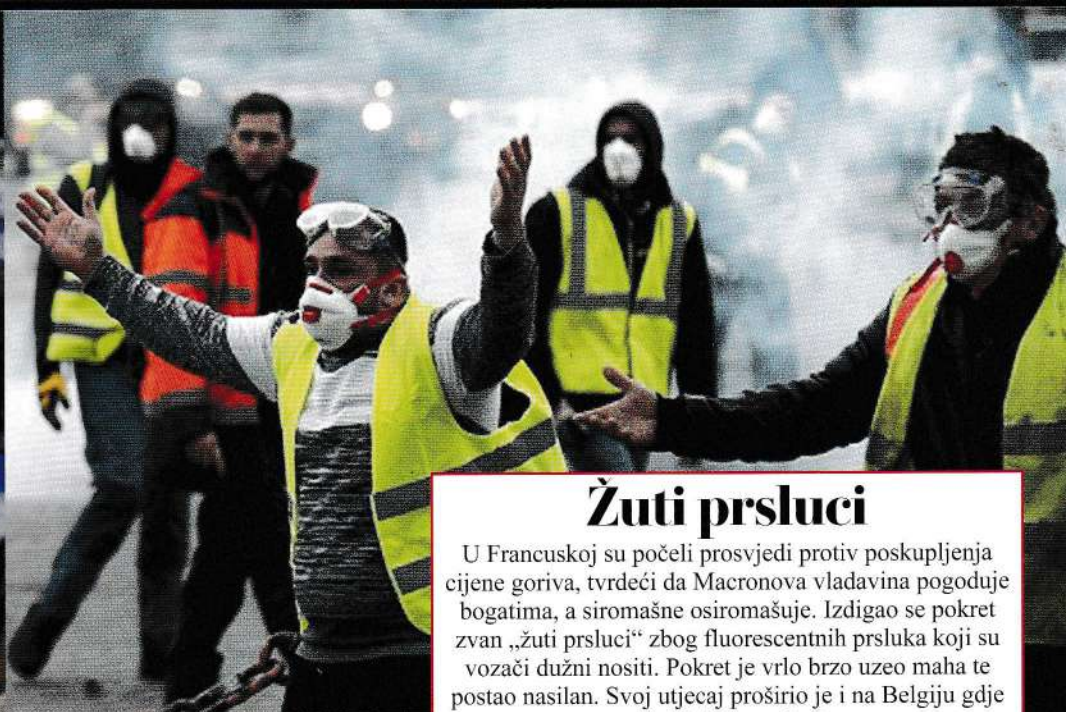 Žuti prsluci
U Francuskoj su počeli prosvjedi protiv poskupljenja
cijene goriva, tvrdeći da Macronova vladavina pogoduje
bogatima, a siromašne osiromašuje. Izdigao se pokret
zvan „žuti prsluci“ zbog fluorescentnih prsluka koji su
vozači dužni nositi. Pokret je vrlo brzo uzeo maha te
postao nasilan. Svoj utjecaj proširio je i na Belgiju gdje